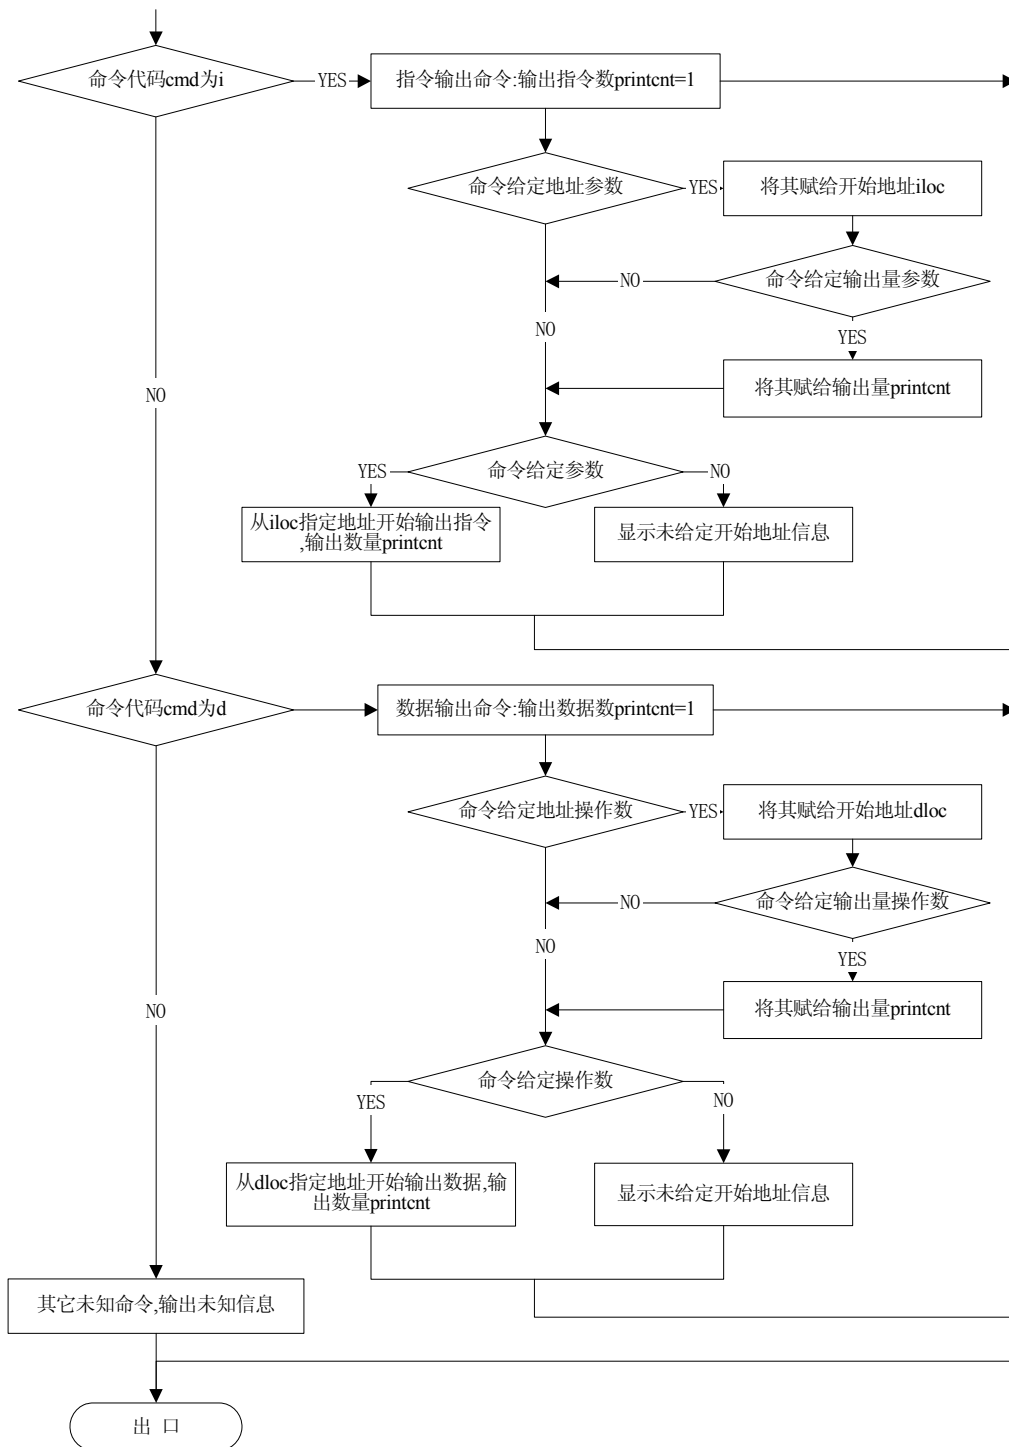 命令代码cmd为i
YES
指令输出命令:输出指令数printcnt=1
命令给定地址参数
YES
将其赋给开始地址iloc
NO
命令给定输出量参数
NO
YES
NO
将其赋给输出量printcnt
YES
命令给定参数
NO
从iloc指定地址开始输出指令
,输出数量printcnt
显示未给定开始地址信息
命令代码cmd为d
数据输出命令:输出数据数printcnt=1
命令给定地址操作数
YES
将其赋给开始地址dloc
NO
命令给定输出量操作数
NO
YES
NO
将其赋给输出量printcnt
命令给定操作数
YES
NO
从dloc指定地址开始输出数据,输
出数量printcnt
显示未给定开始地址信息
其它未知命令,输出未知信息
出 口